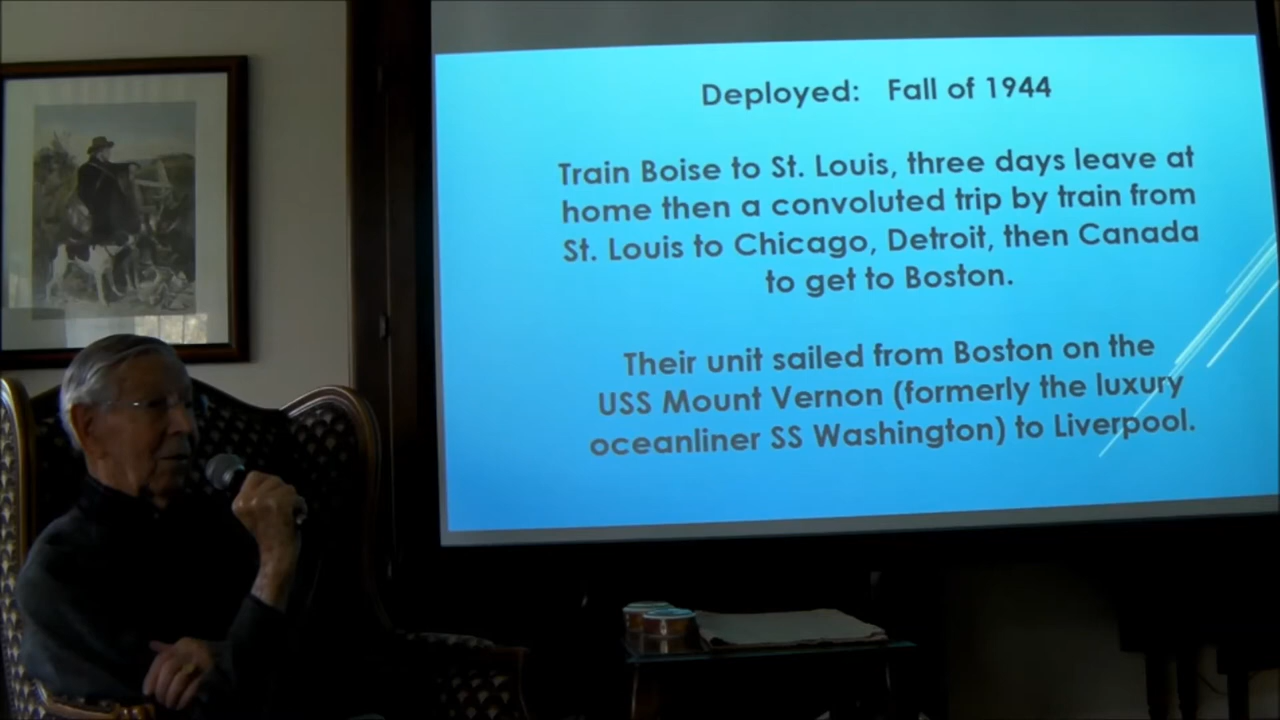 Deployed: Fall of 1944
Train Boise to St. Louis, three days leave at
home then a convoluted trip by train from
St. Louis to Chicago, Detroit, then Canada
to get to Boston.
Their unit sailed from Boston on the
USS Mount Vernon (formerly the luxury
oceanliner SS Washington) to Liverpool.